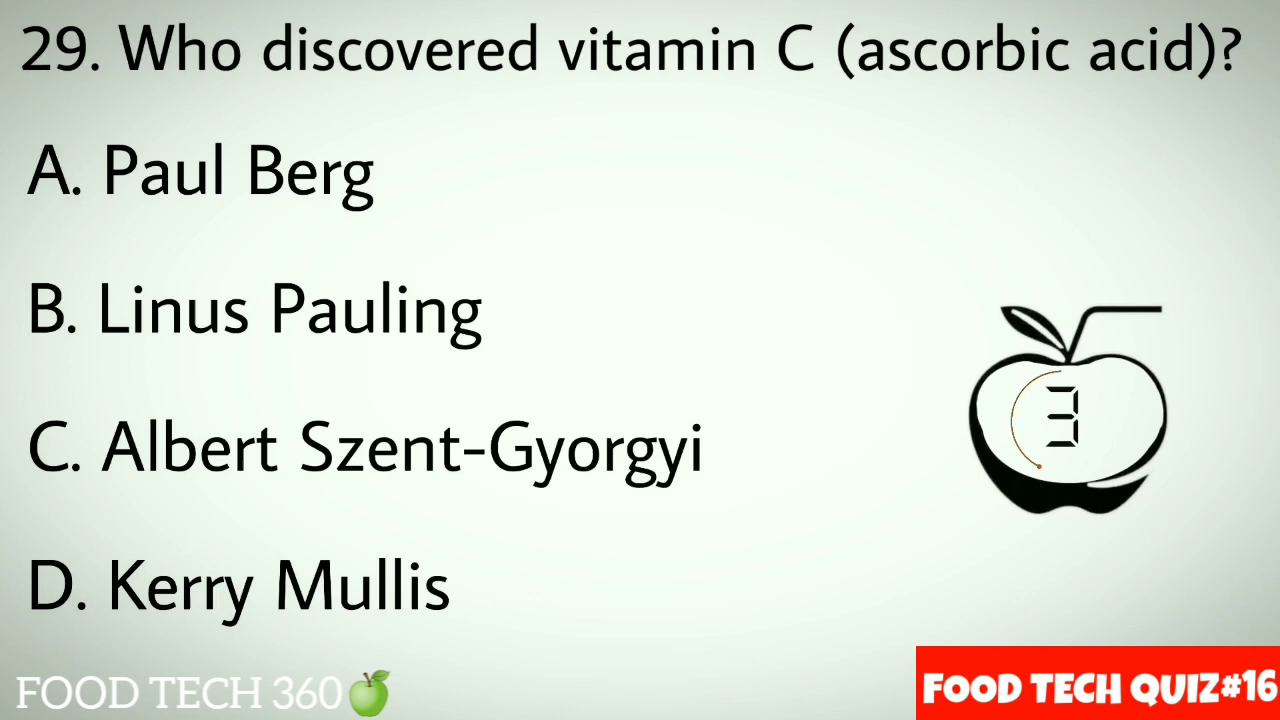 29. Who discovered vitamin C (ascorbic acid)?
A. Paul Berg
B. Linus Pauling
C. Albert Szent-Gyorgyi
3
D. Kerry Mullis
FOOD TECH 360
FOOD TECH QUIZ#16